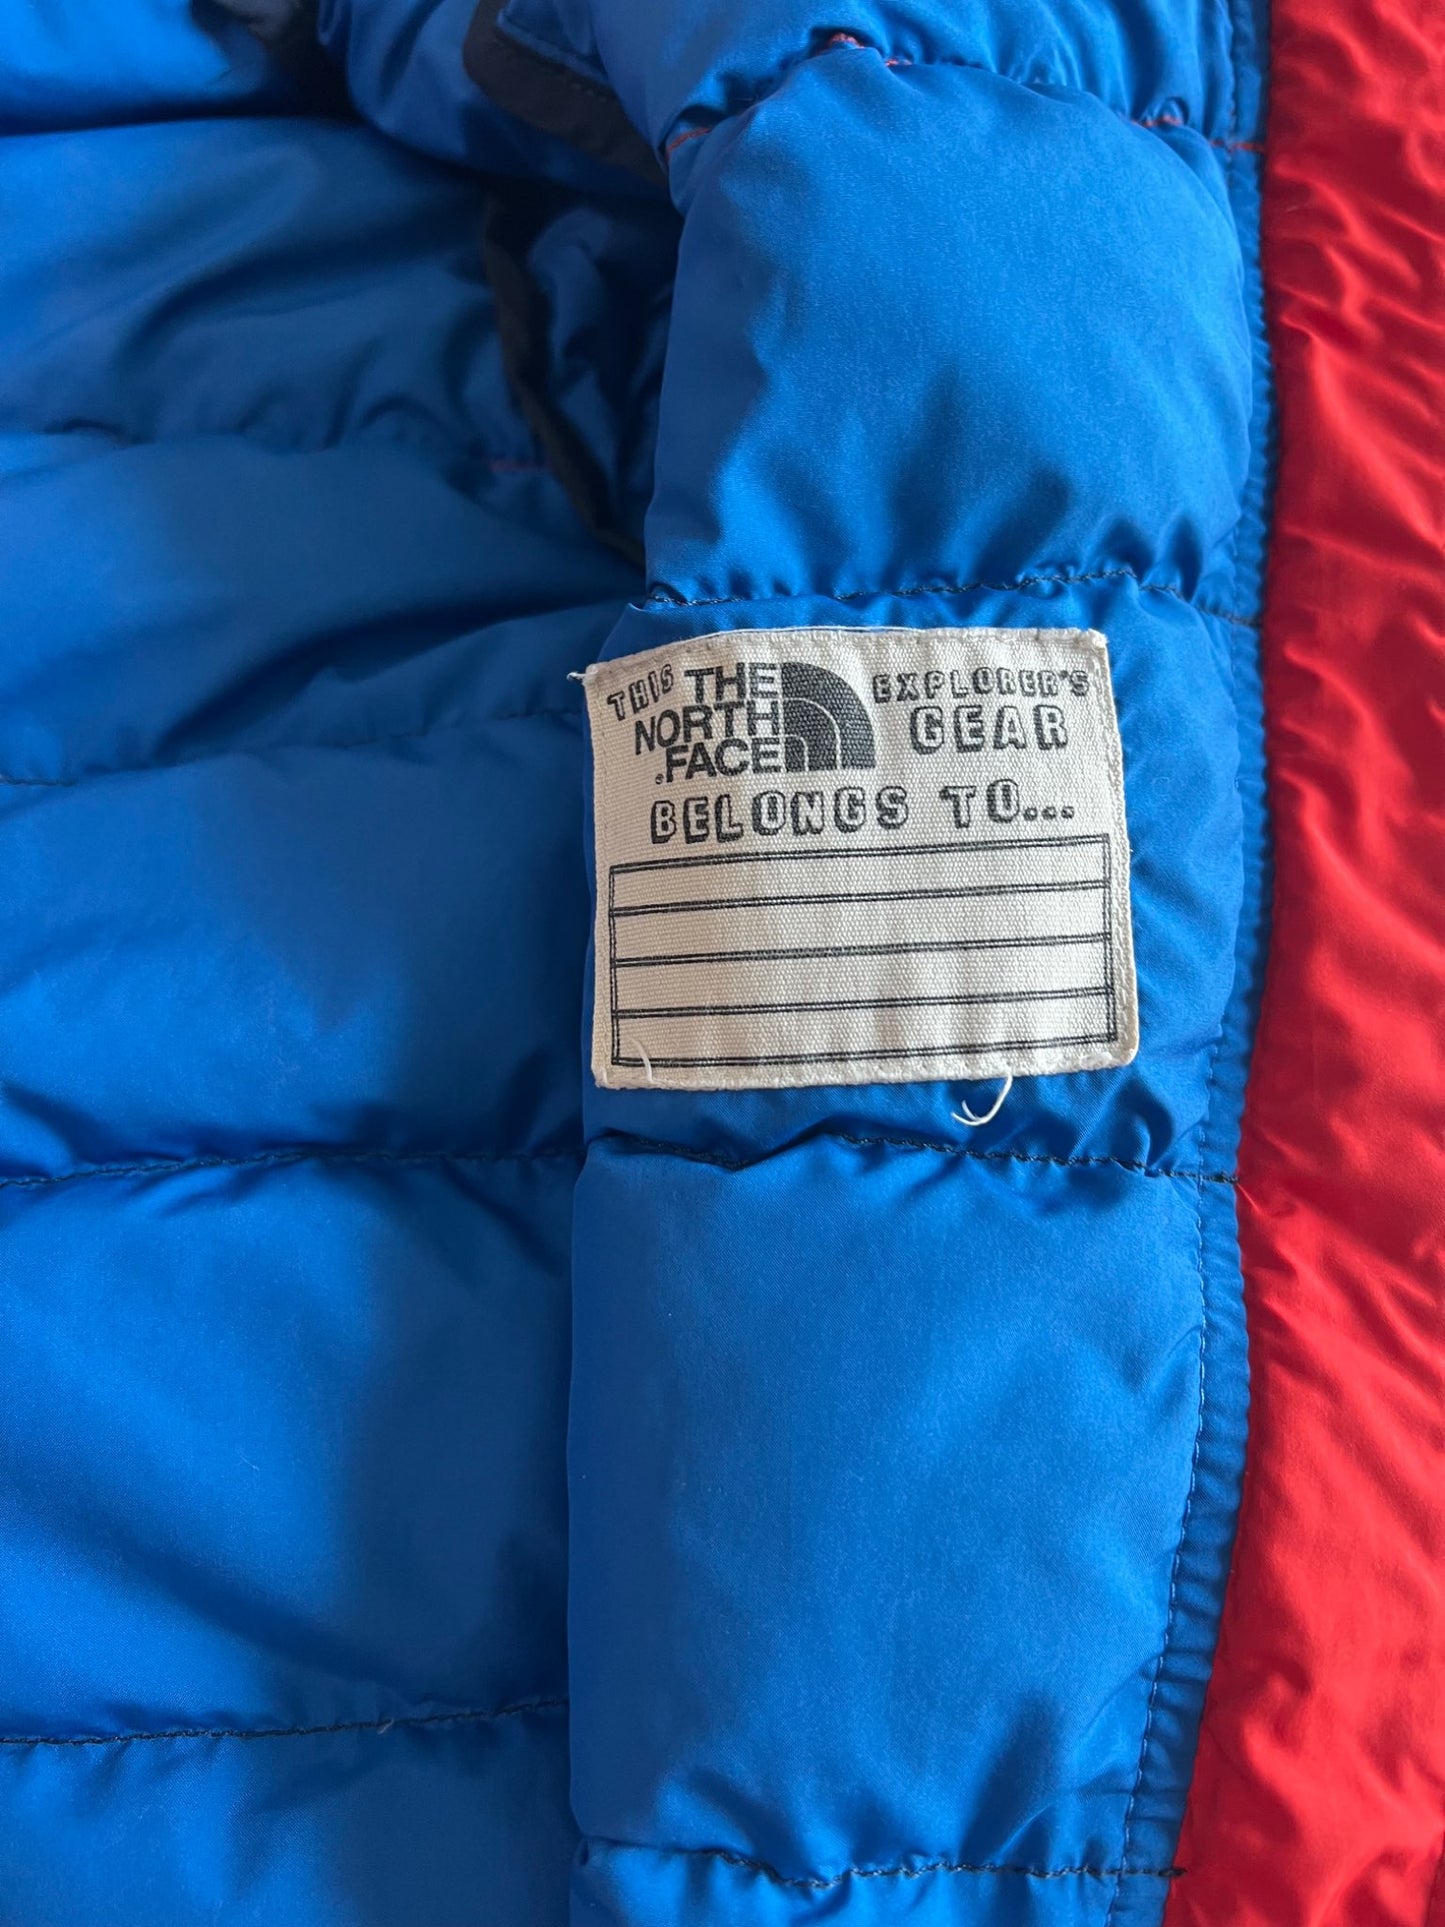 THIS THE NORTH FACE EXPLORER'S GEAR
BELONGS TO...